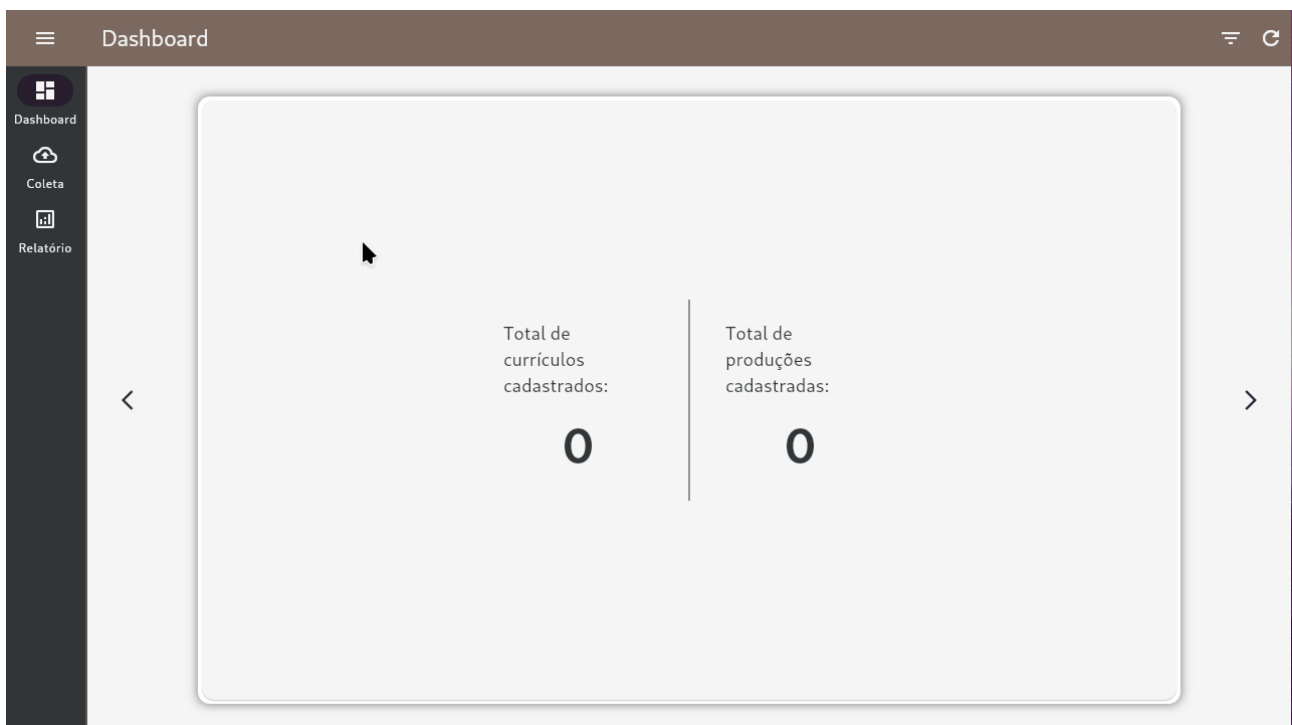 Dashboard
Dashboard
Coleta
Relatório
Total de
currículos
cadastrados:
0
Total de
produções
cadastradas:
0